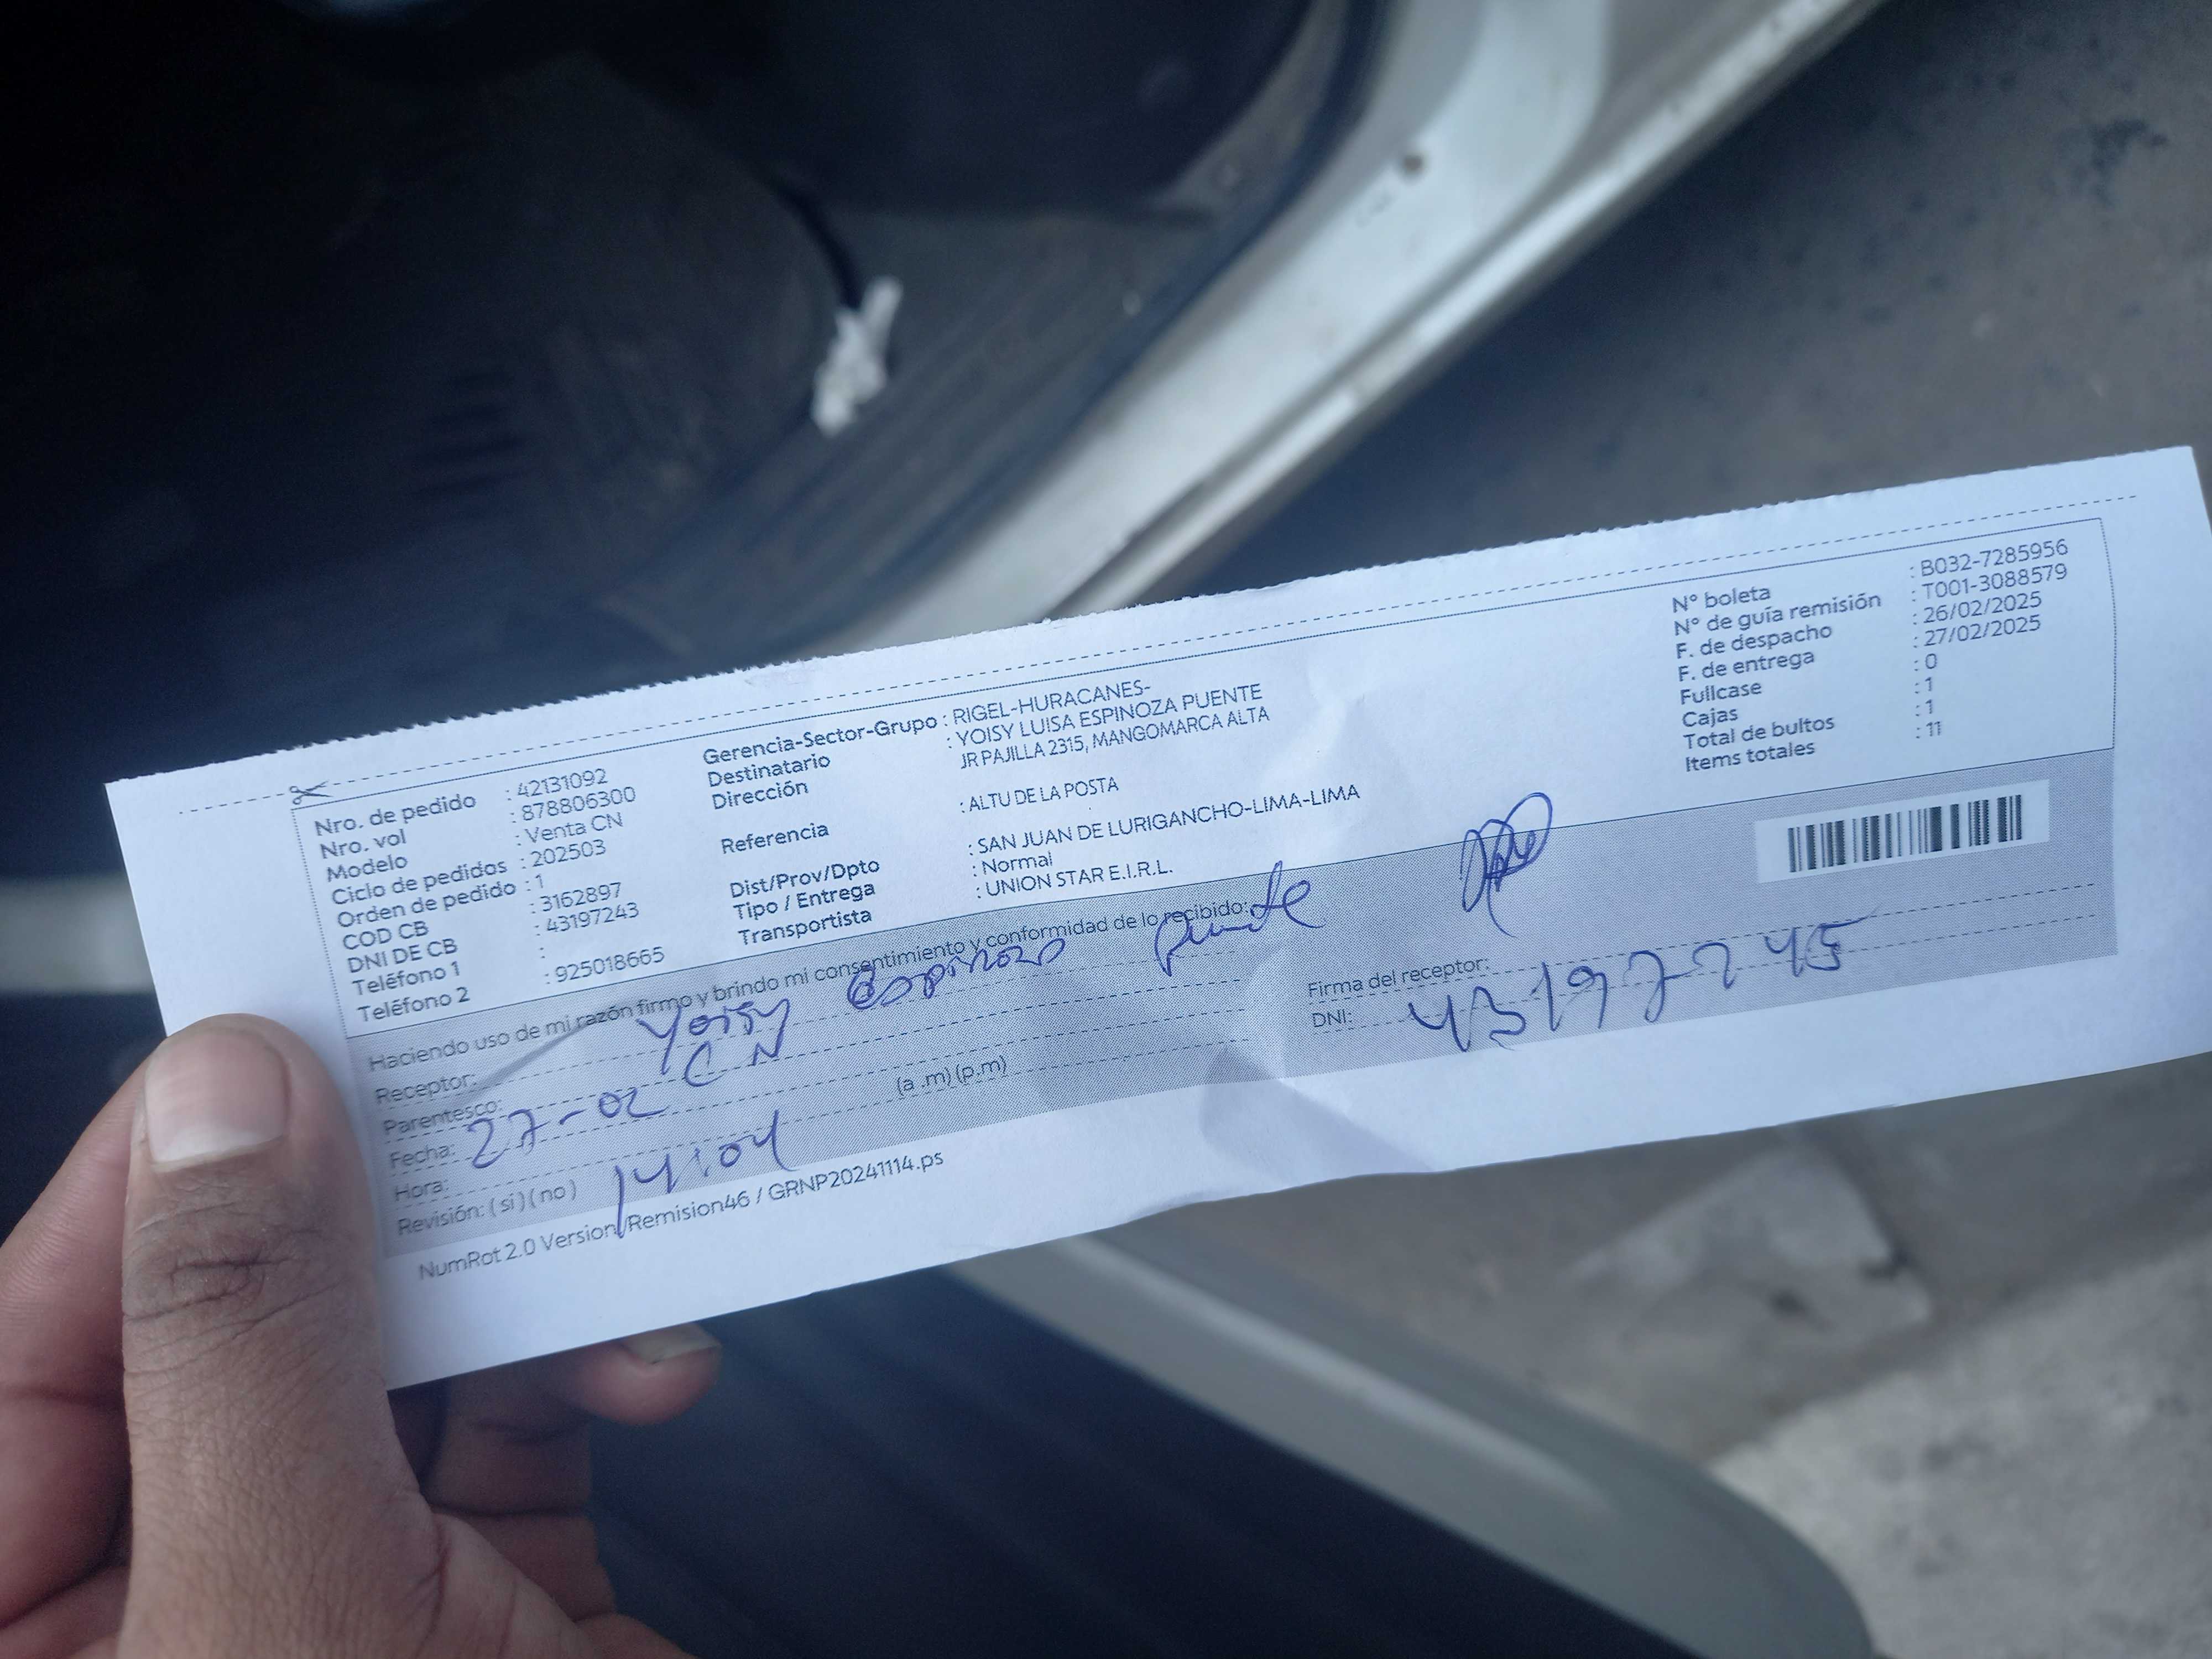 Nro. de pedido : 42131092
Nro. vol : 878806300
Modelo : Venta CN
Ciclo de pedidos : 202503
Orden de pedido : 1
COD CB : 3162897
DNI DE CB : 43197243
Teléfono 1 :
Teléfono 2 : 925018665
Gerencia-Sector-Grupo : RIGEL-HURACANES-
Destinatario : YOISY LUISA ESPINOZA PUENTE
Dirección JR PAJILLA 2315, MANGOMARCA ALTA
Referencia : ALTU DE LA POSTA
Dist/Prov/Dpto : SAN JUAN DE LURIGANCHO-LIMA-LIMA
Tipo / Entrega : Normal
Transportista : UNION STAR E.I.R.L.
N° boleta : B032-7285956
N° de guía remisión : T001-3088579
F. de despacho : 26/02/2025
F. de entrega : 27/02/2025
Fullcase : 0
Cajas : 1
Total de bultos : 1
Items totales : 11
Haciendo uso de mi razón firmo y brindo mi consentimiento y conformidad de lo recibido:
Receptor: Yoisy Espinoza Puente
Parentesco: CN
Fecha: 27-02
Hora: 14:04 (a .m) (p.m)
Revisión: ( si ) ( no )
Firma del receptor:
DNI:
NumRot 2.0 Version/Remision46 / GRNP20241114.ps